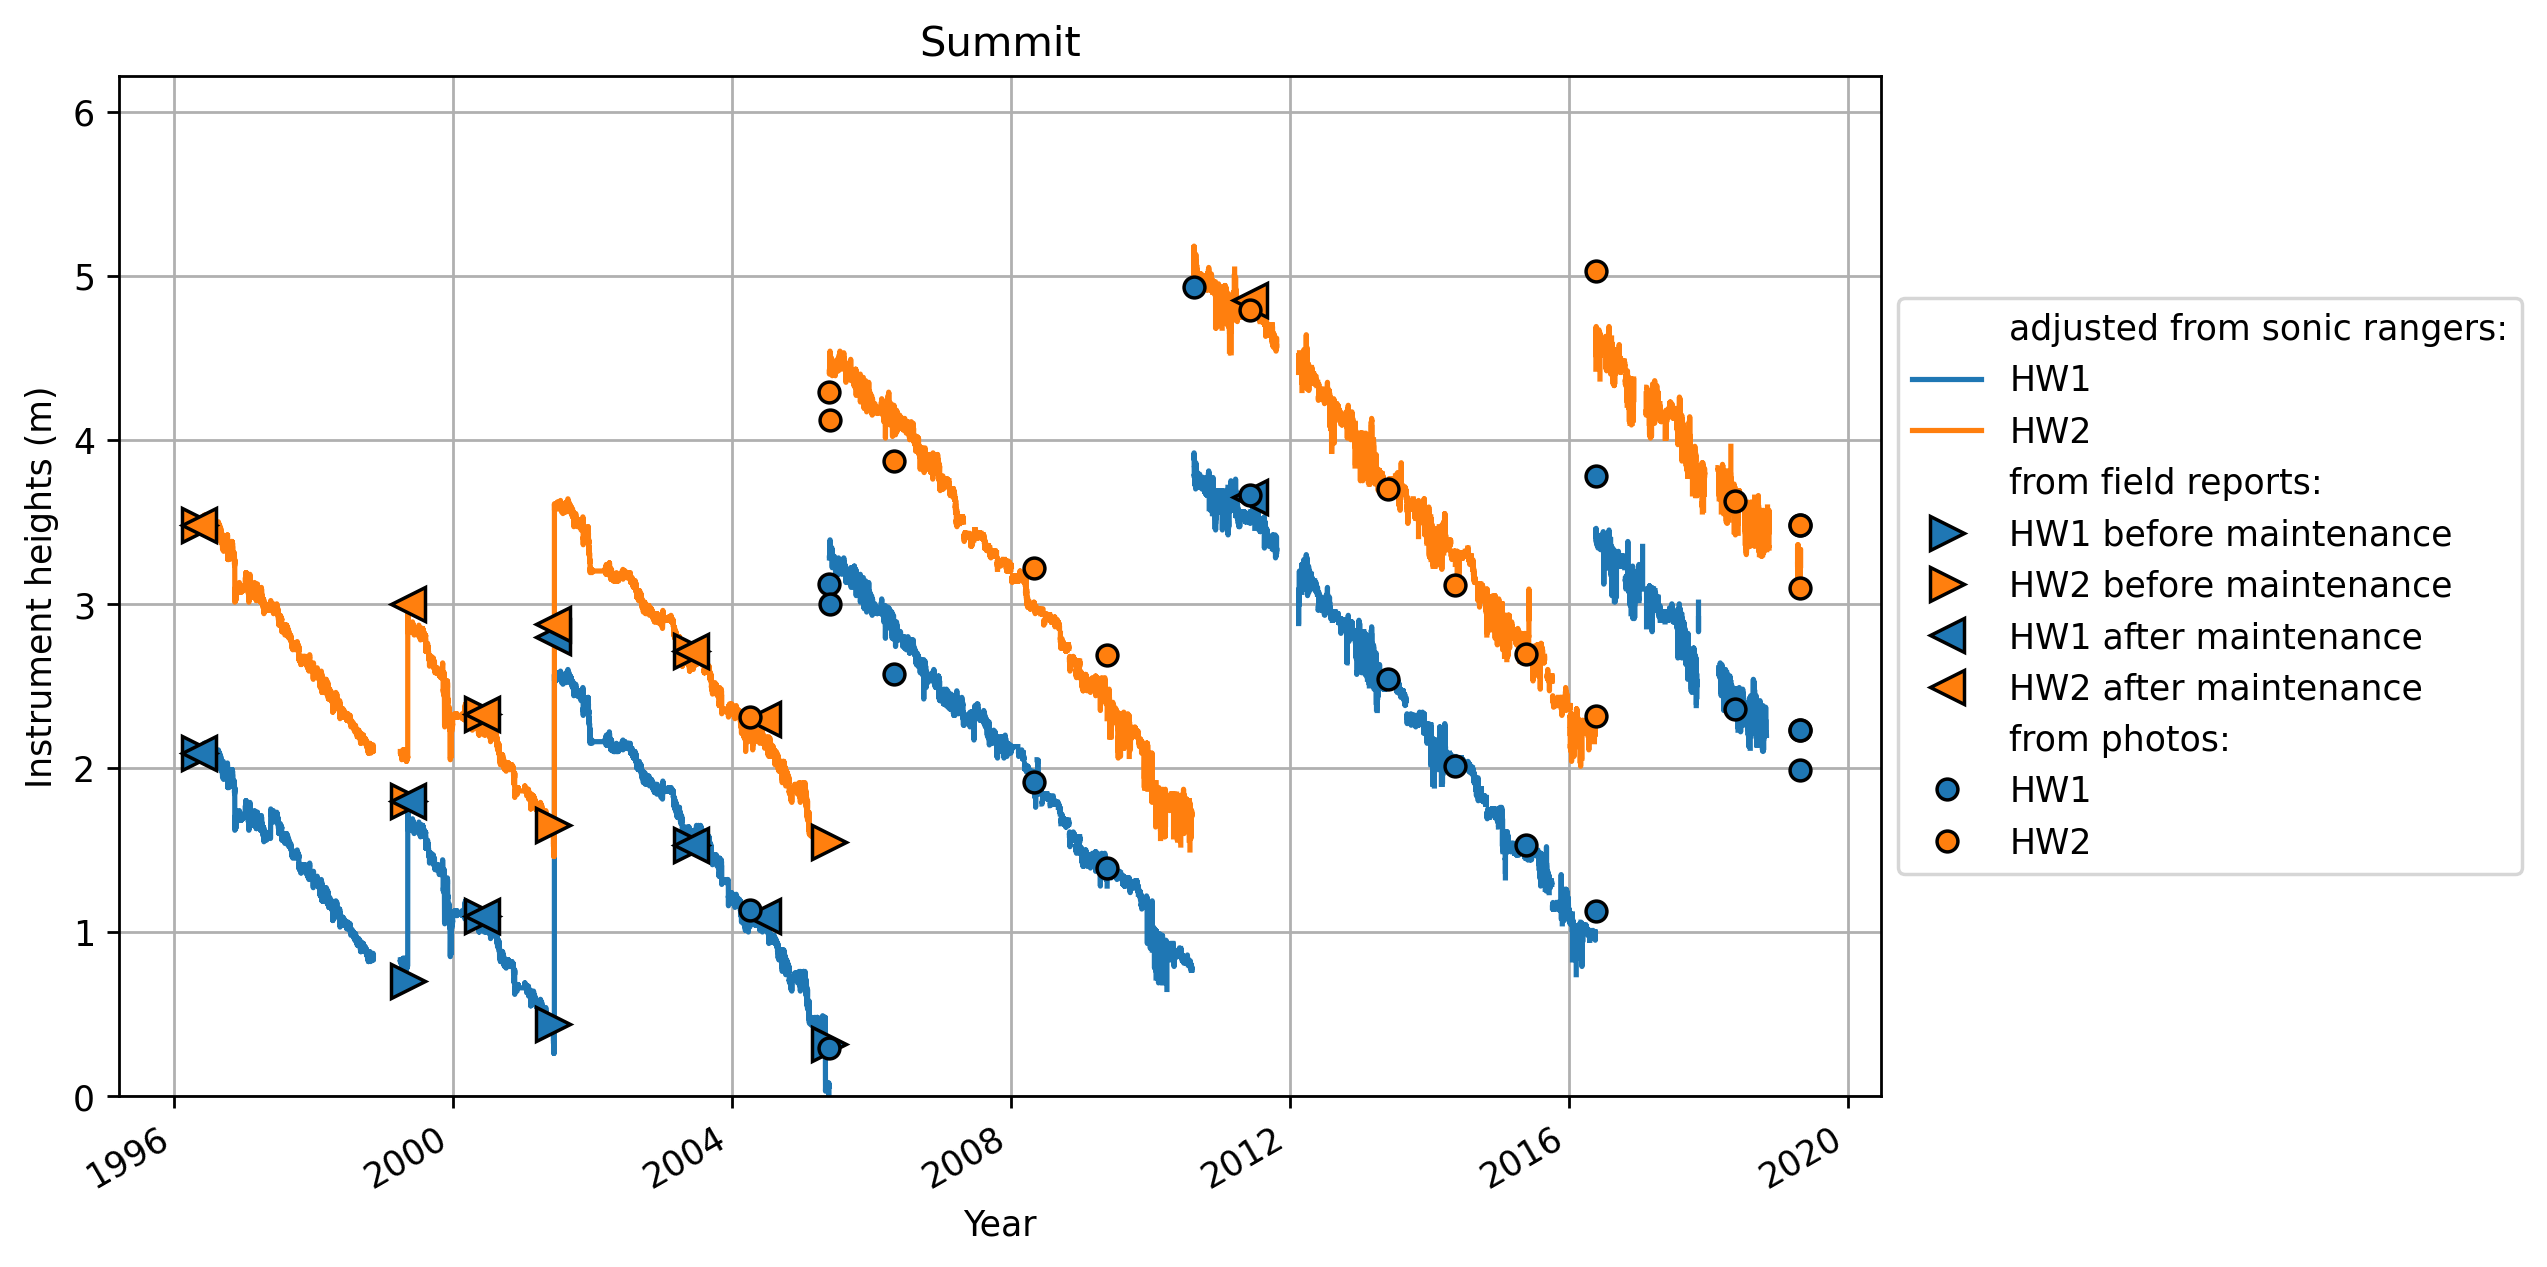 Summit
Instrument heights (m)
6
5
4
3
2
1
0
1996
2000
2004
2008
2012
2016
2020
Year
adjusted from sonic rangers:
HW1
HW2
from field reports:
HW1 before maintenance
HW2 before maintenance
HW1 after maintenance
HW2 after maintenance
from photos:
HW1
HW2